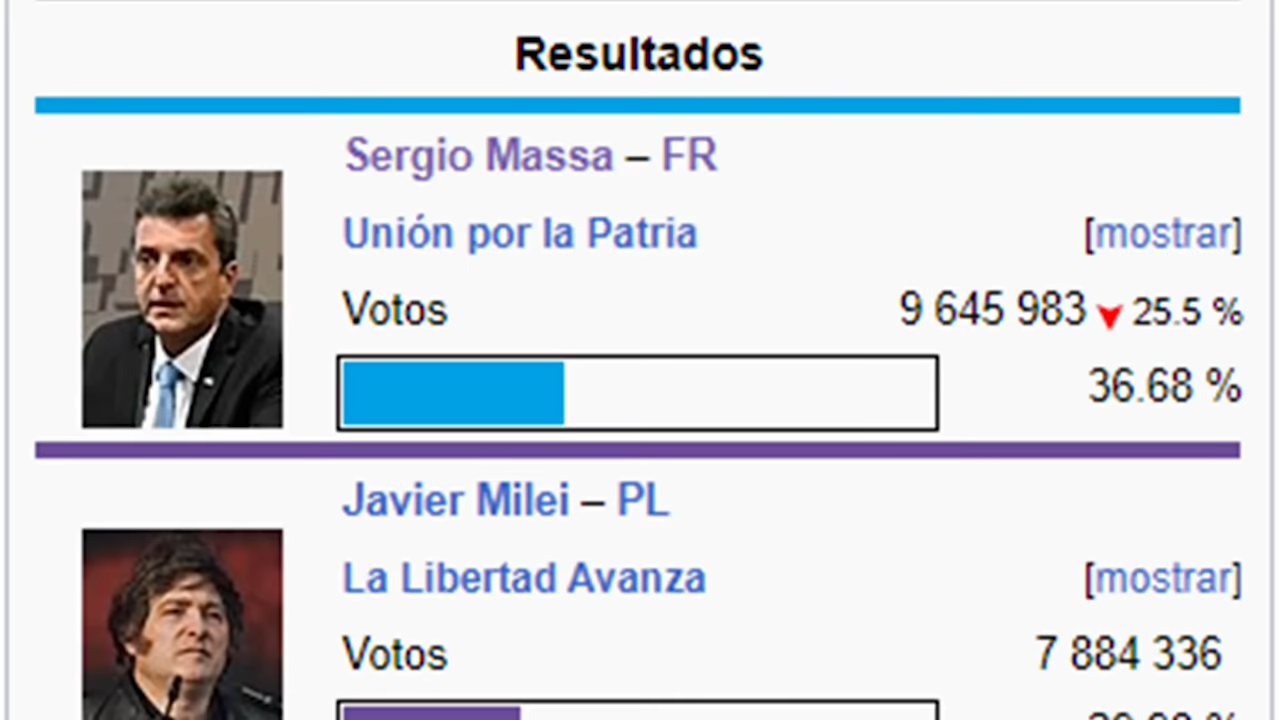 Resultados
Sergio Massa – FR
Unión por la Patria [mostrar]
Votos 9 645 983 25.5 %
36.68 %
Javier Milei – PL
La Libertad Avanza [mostrar]
Votos 7 884 336